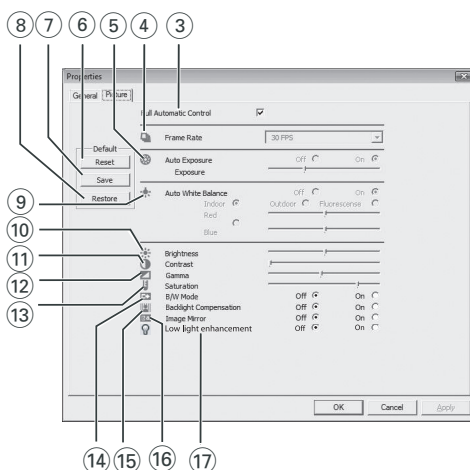 8 7 6 5 4 3
Properties
General Picture
Full Automatic Control
Frame Rate 30 FPS
Default
Reset
Save
Restore
Auto Exposure Off On
Exposure
9
Auto White Balance Off On
Indoor Outdoor Fluorescense
Red
Blue
10
11
12
13
Brightness
Contrast
Gamma
Saturation
B/W Mode Off On
Backlight Compensation Off On
Image Mirror Off On
Low light enhancement Off On
OK Cancel Apply
14 15 16 17